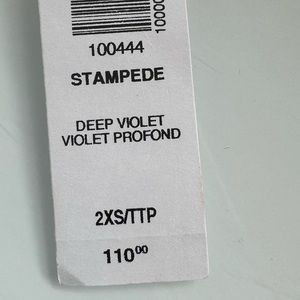 100444
STAMPEDE
DEEP VIOLET
VIOLET PROFOND
2XS/TTP
110⁰⁰